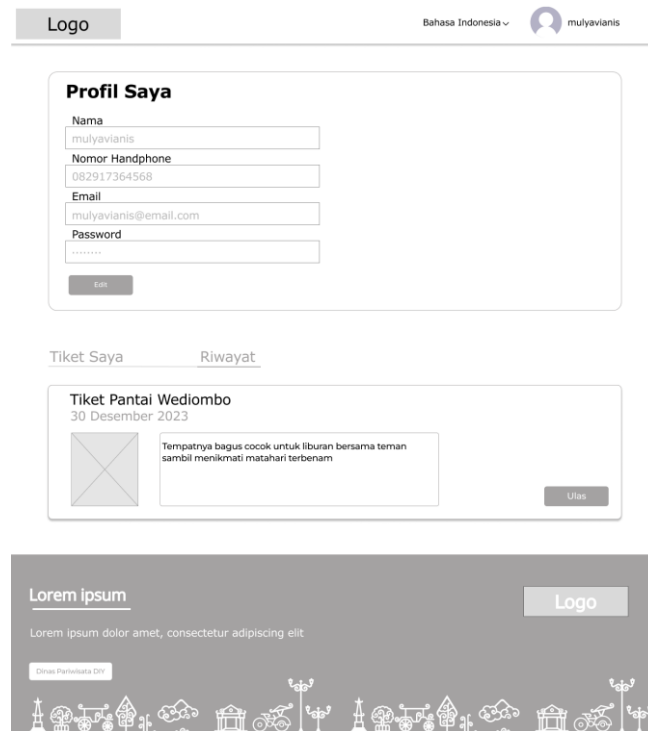 Logo
Bahasa Indonesia
mulyavianis
Profil Saya
Nama
mulyavianis
Nomor Handphone
082917364568
Email
mulyavianis@email.com
Password
........
Edit
Tiket Saya
Riwayat
Tiket Pantai Wediombo
30 Desember 2023
Tempatnya bagus cocok untuk liburan bersama teman
sambil menikmati matahari terbenam
Ulas
Lorem ipsum
Logo
Lorem ipsum dolor amet, consectetur adipiscing elit
Dinas Pariwisata DIY